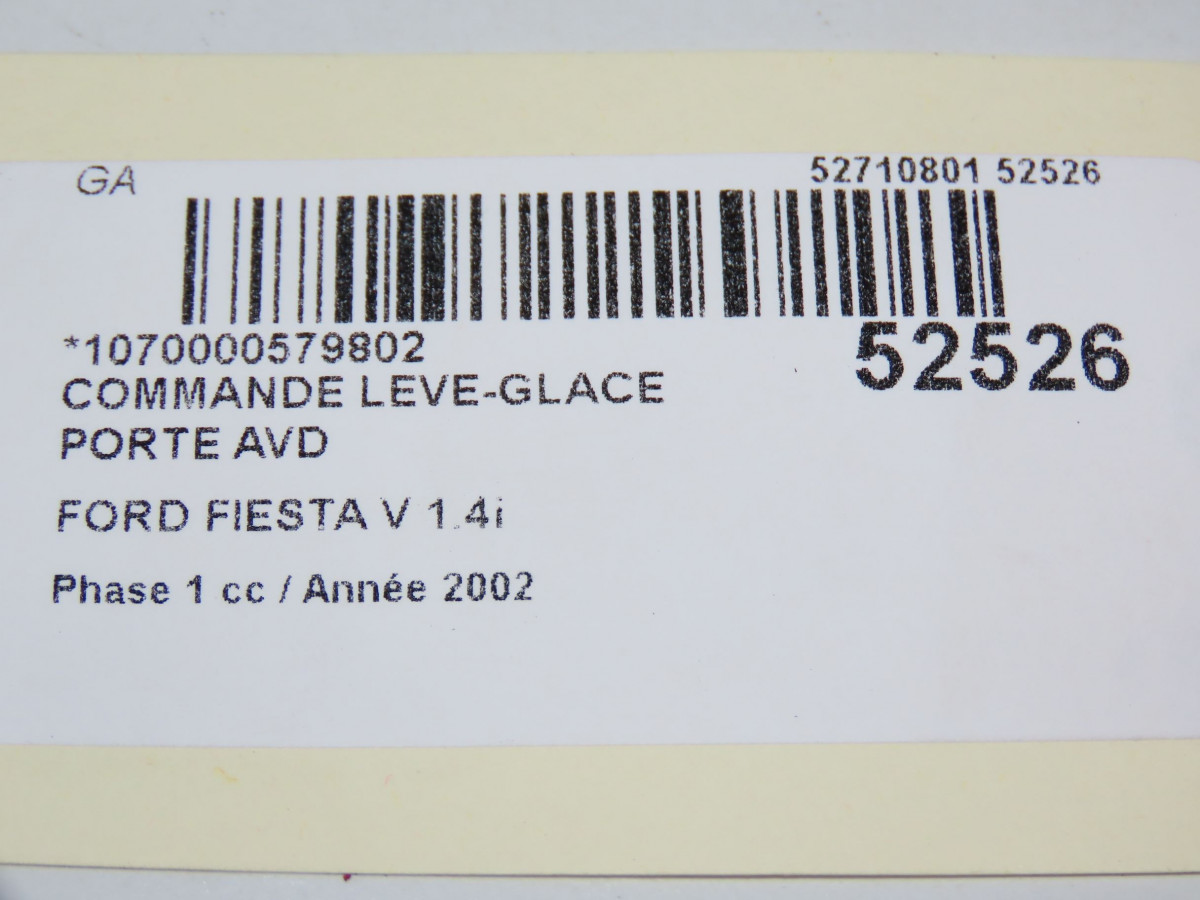 GA
52710801 52526
*1070000579802
52526
COMMANDE LEVE-GLACE
PORTE AVD
FORD FIESTA V 1.4i
Phase 1 cc / Année 2002